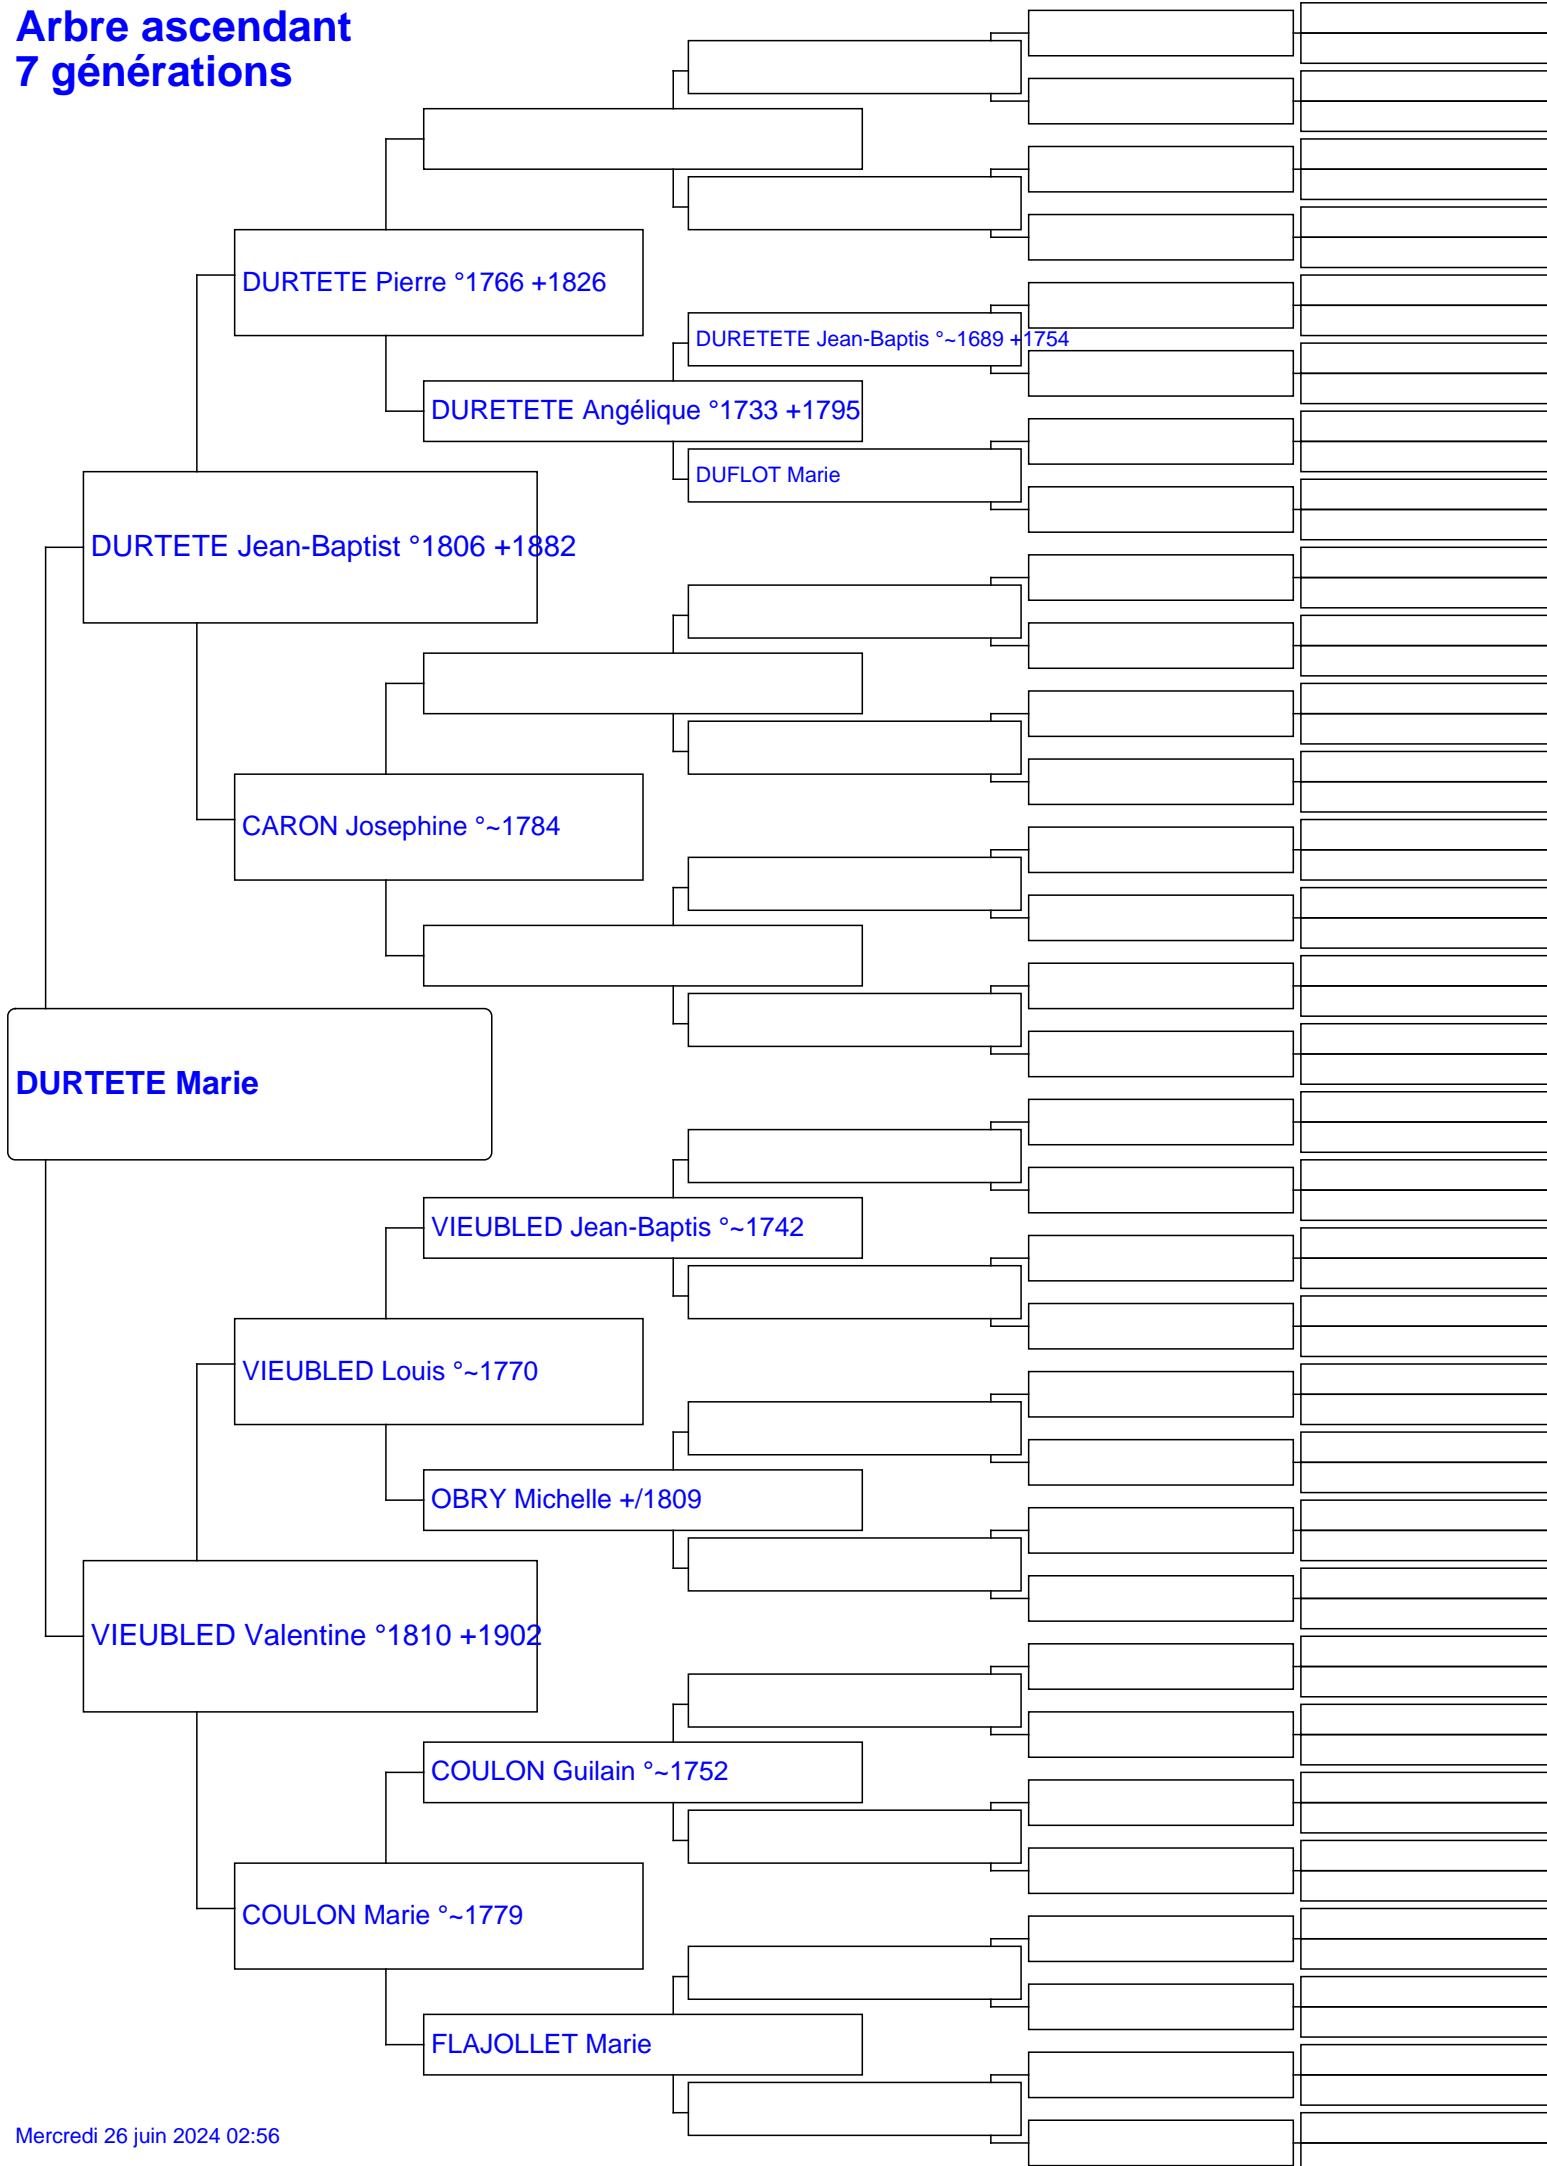 Arbre ascendant
7 générations
DURTETE Pierre °1766 +1826
DURETETE Jean-Baptis °~1689 +1754
DURETETE Angélique °1733 +1795
DUFLOT Marie
DURTETE Jean-Baptist °1806 +1882
CARON Josephine °~1784
DURTETE Marie
VIEUBLED Jean-Baptis °~1742
VIEUBLED Louis °~1770
OBRY Michelle +/1809
VIEUBLED Valentine °1810 +1902
COULON Guilain °~1752
COULON Marie °~1779
FLAJOLLET Marie
Mercredi 26 juin 2024 02:56